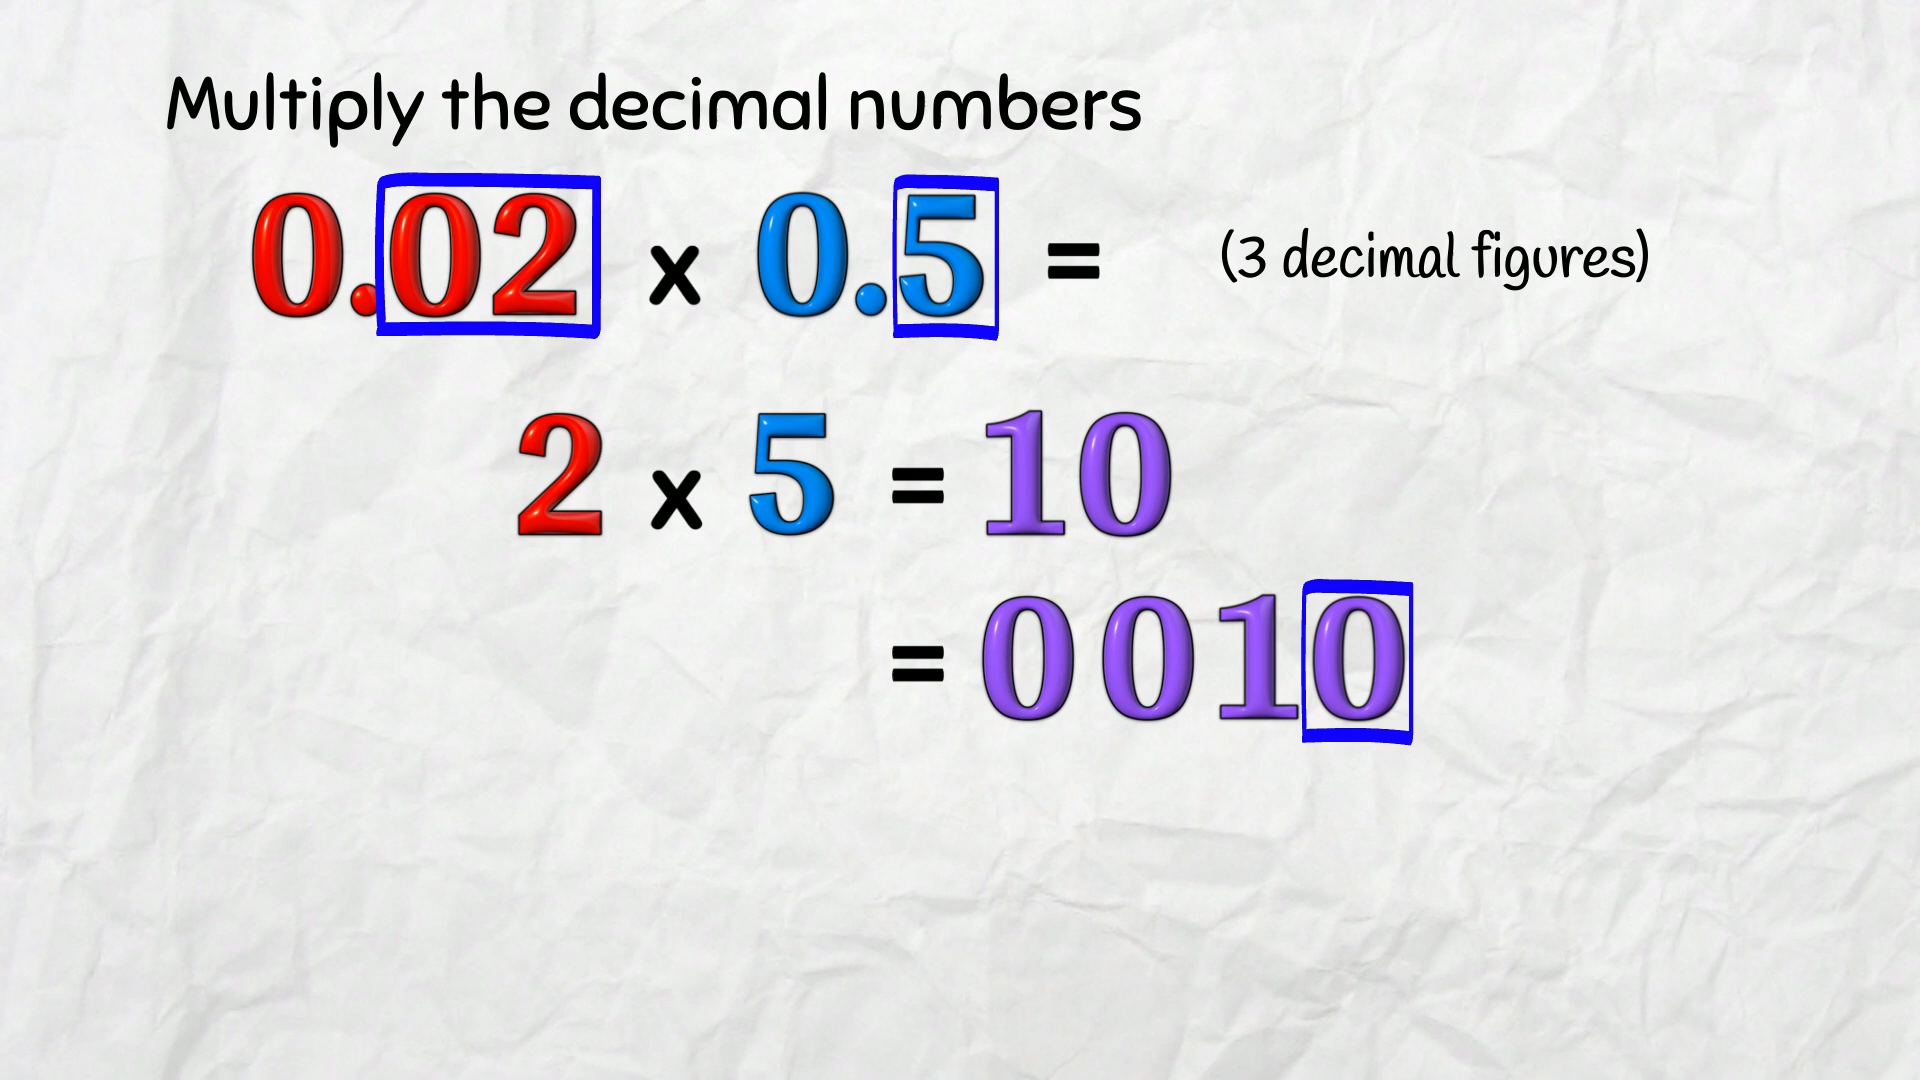 Multiply the decimal numbers
0.02 x 0.5 = (3 decimal figures)
2 x 5 = 10
= 0010